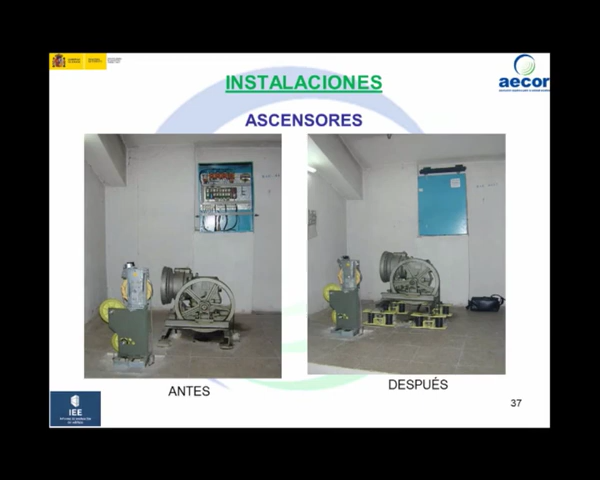 aecor
INSTALACIONES
ASCENSORES
ANTES
DESPUÉS
IEE
37